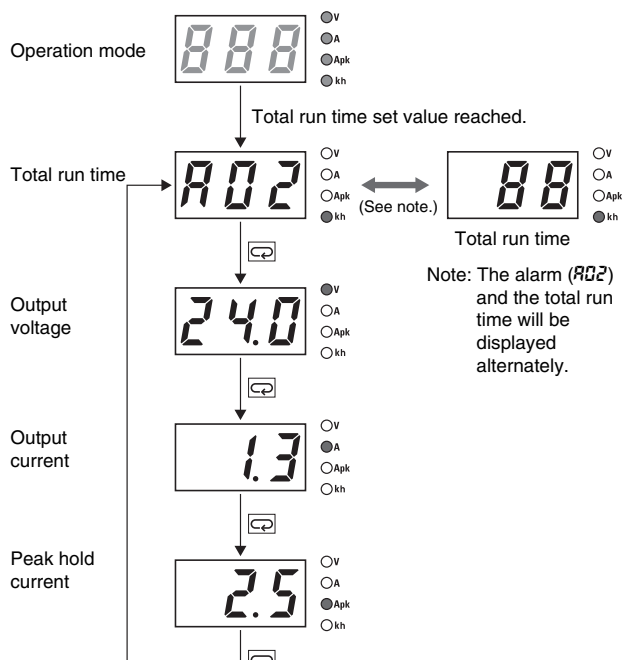 Operation mode
888
V
A
Apk
kh
Total run time set value reached.
Total run time
A02
V
A
Apk
kh
(See note.)
88
V
A
Apk
kh
Total run time
Note: The alarm (A02)
and the total run
time will be
displayed
alternately.
Output
voltage
24.0
V
A
Apk
kh
Output
current
1.3
V
A
Apk
kh
Peak hold
current
2.5
V
A
Apk
kh